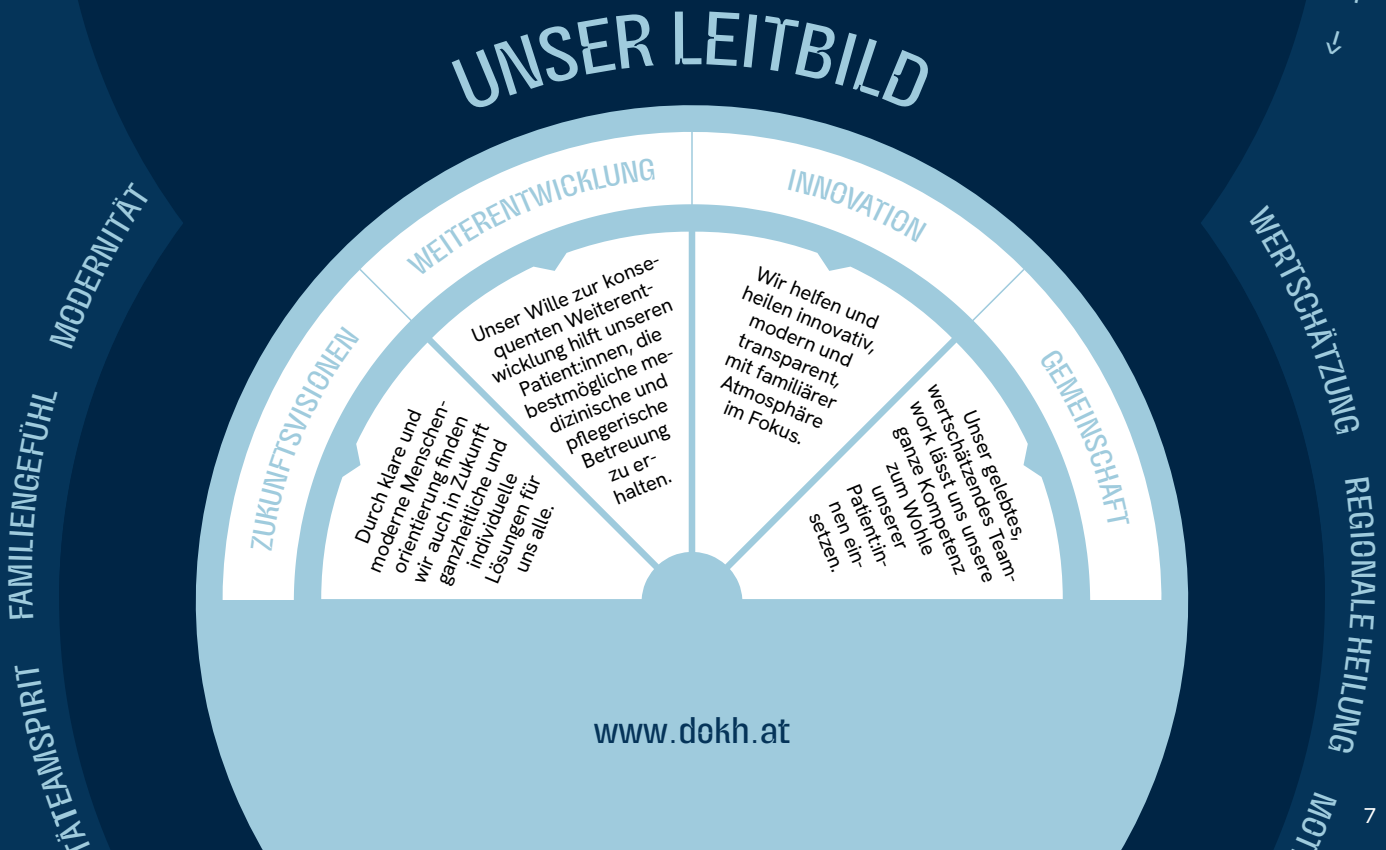 UNSER LEITBILD
MODERNITÄT
FAMILIENGEFÜHL
TEAMSPIRIT
ZUKUNFTSVISIONEN
WEITERENTWICKLUNG
INNOVATION
GEMEINSCHAFT
Durch klare und
moderne Menschen-
orientierung finden
wir auch in Zukunft
ganzheitliche und
individuelle
Lösungen für
uns alle.
Unser Wille zur konse-
quenten Weiterent-
wicklung hilft unseren
Patient:innen, die
bestmögliche me-
dizinische und
pflegerische
Betreuung
zu er-
halten.
Wir helfen und
heilen innovativ,
modern und
transparent,
mit familiärer
Atmosphäre
im Fokus.
Unser gelebtes,
wertschätzendes Team-
work lässt uns unsere
ganze Kompetenz
zum Wohle
unserer
Patient:in-
nen ein-
setzen.
WERTSCHÄTZUNG
REGIONALE HEILUNG
www.dokh.at
7